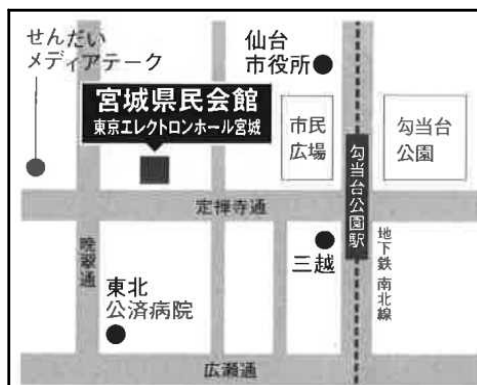 せんだい
メディアテーク
仙台
市役所
宮城県民会館
東京エレクトロンホール宮城
市民
広場
勾当台
公園
勾当台公園駅
定禅寺通
晩翠通
三越
地下鉄 南北線
東北
公済病院
広瀬通